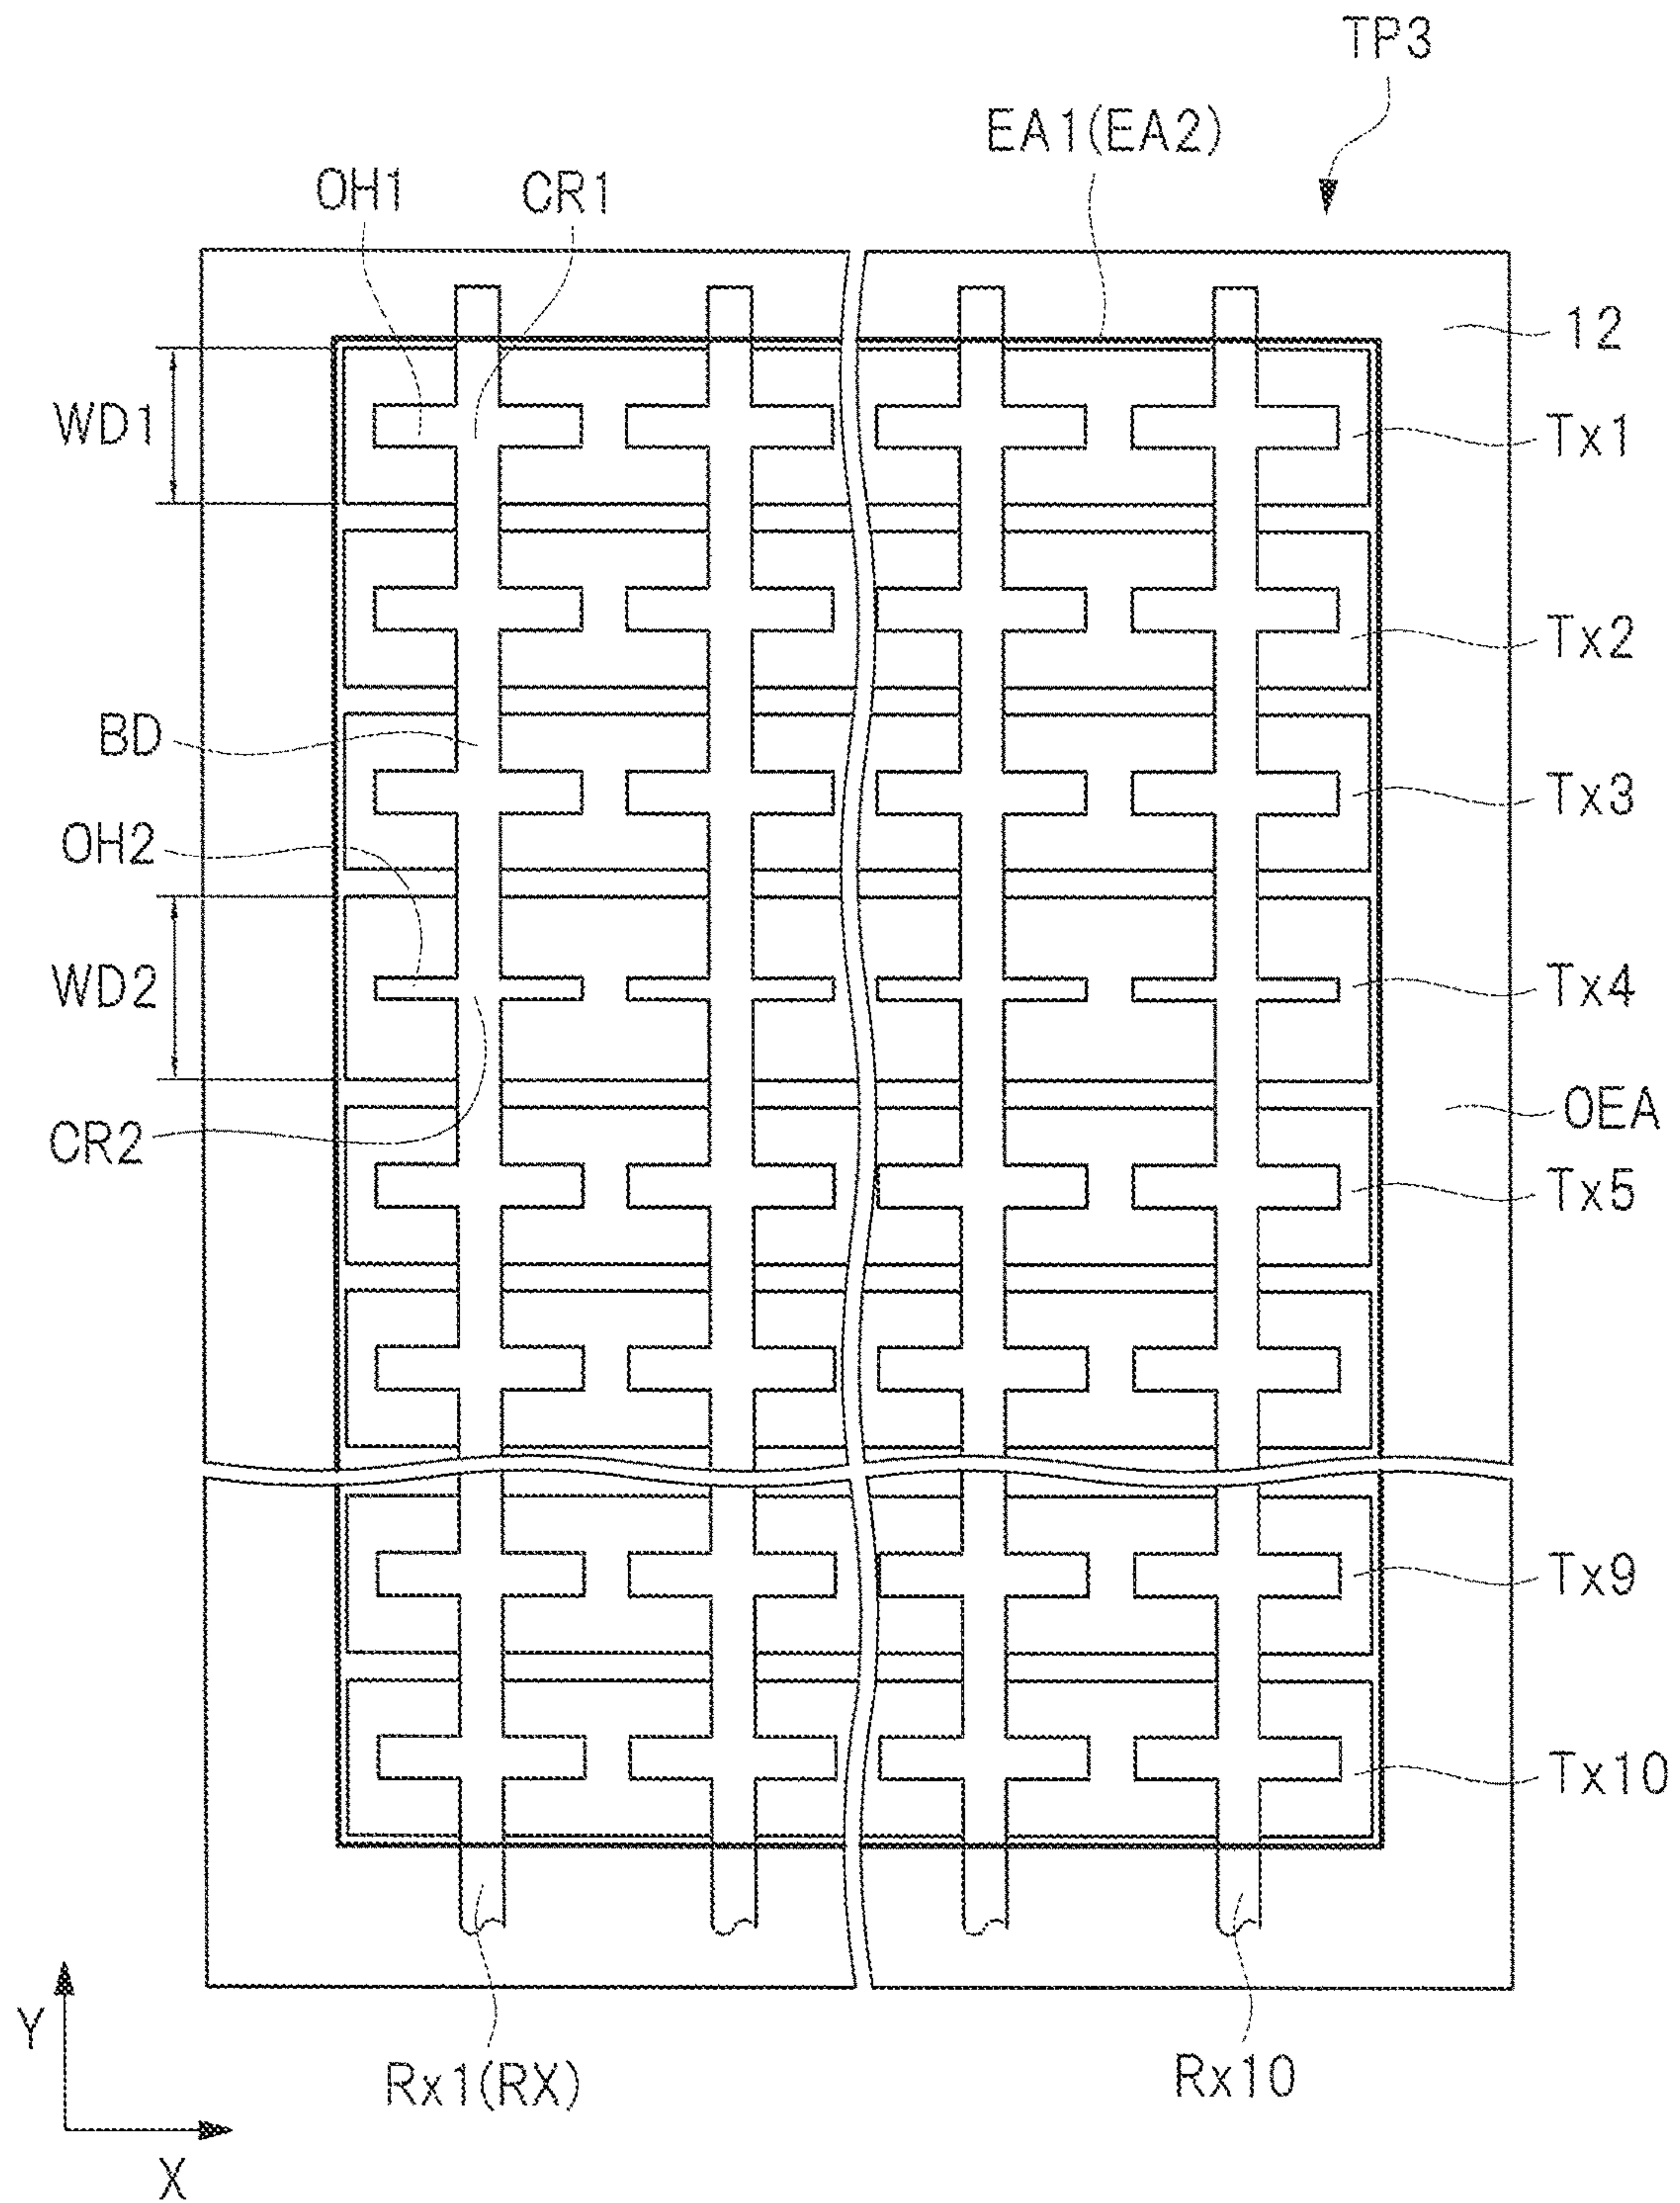 TP3
EA1(EA2)
OH1
CR1
12
WD1
Tx1
Tx2
BD
Tx3
OH2
WD2
Tx4
OEA
CR2
Tx5
Tx9
Tx10
Y
X
Rx1(RX)
Rx10